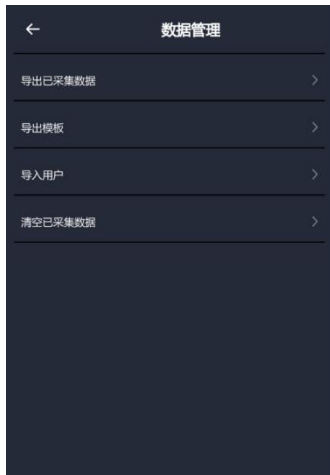 数据管理
导出已采集数据
导出模板
导入用户
清空已采集数据